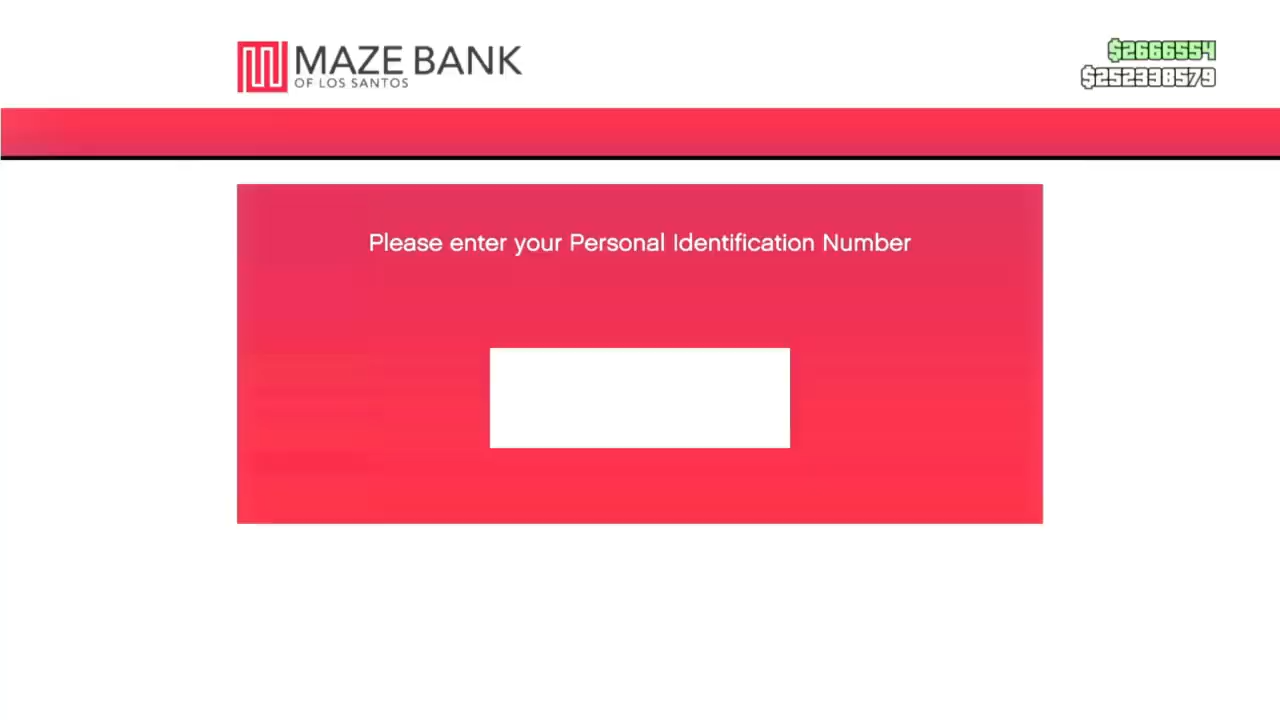 MAZE BANK
OF LOS SANTOS
$2666554
$252338579
Please enter your Personal Identification Number